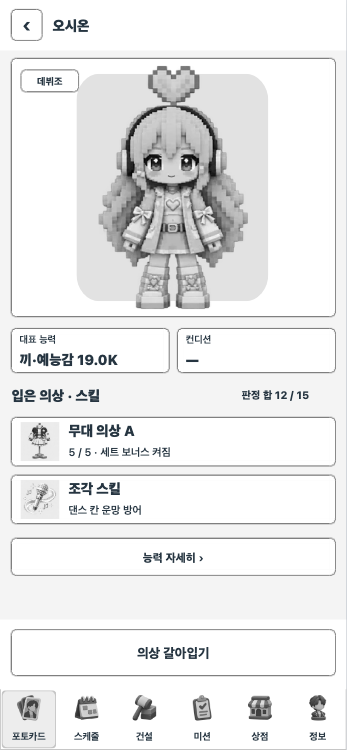 ‹ 오시온
데뷔조
대표 능력
끼·예능감 19.0K
컨디션
—
입은 의상 · 스킬
판정 합 12 / 15
무대 의상 A
5 / 5 · 세트 보너스 켜짐
조각 스킬
댄스 칸 운망 방어
능력 자세히 ›
의상 갈아입기
포토카드
스케줄
건설
미션
상점
정보